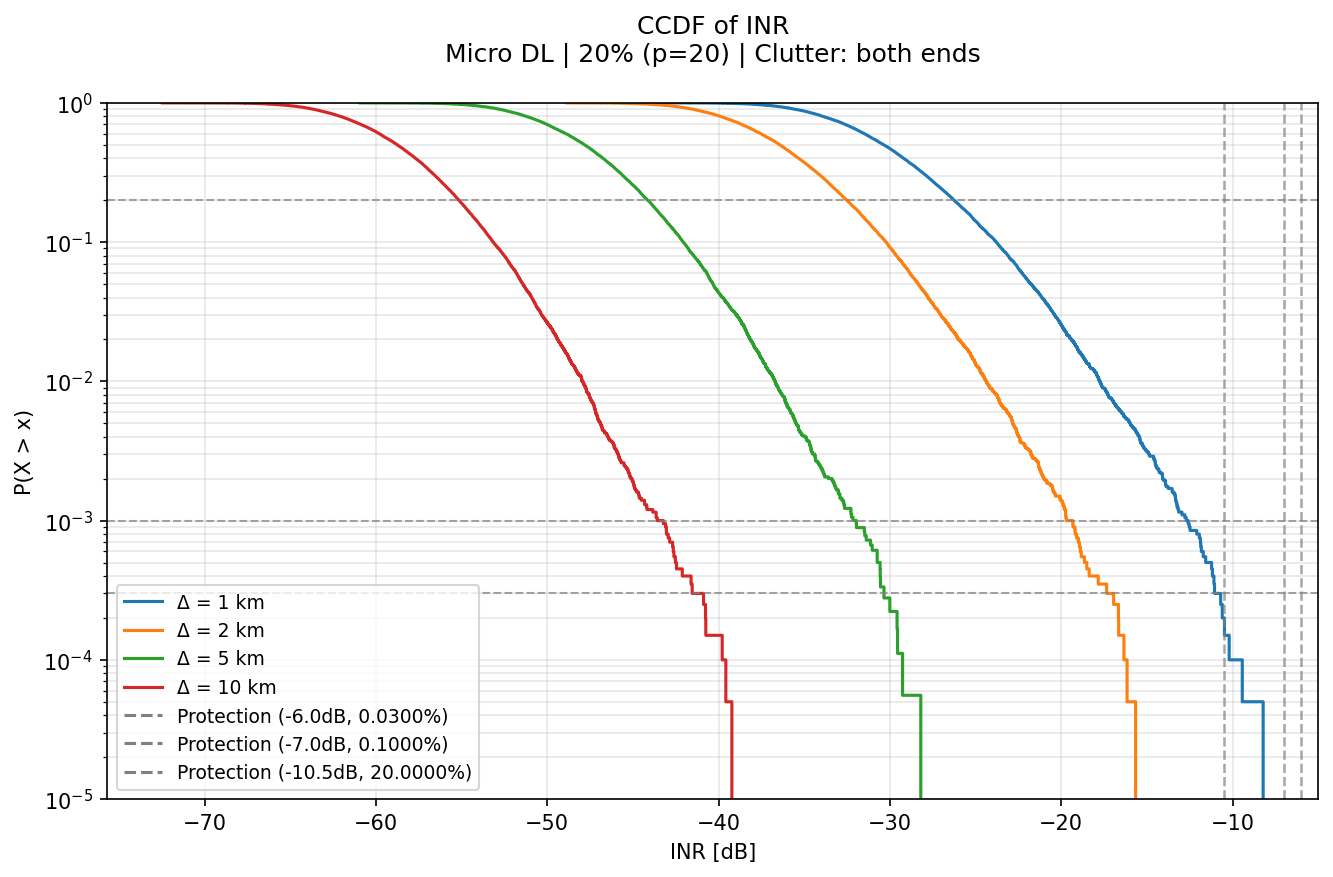 CCDF of INR
Micro DL | 20% (p=20) | Clutter: both ends
P(X > x)
10⁰
10⁻¹
10⁻²
10⁻³
10⁻⁴
10⁻⁵
Δ = 1 km
Δ = 2 km
Δ = 5 km
Δ = 10 km
Protection (-6.0dB, 0.0300%)
Protection (-7.0dB, 0.1000%)
Protection (-10.5dB, 20.0000%)
−70 −60 −50 −40 −30 −20 −10
INR [dB]